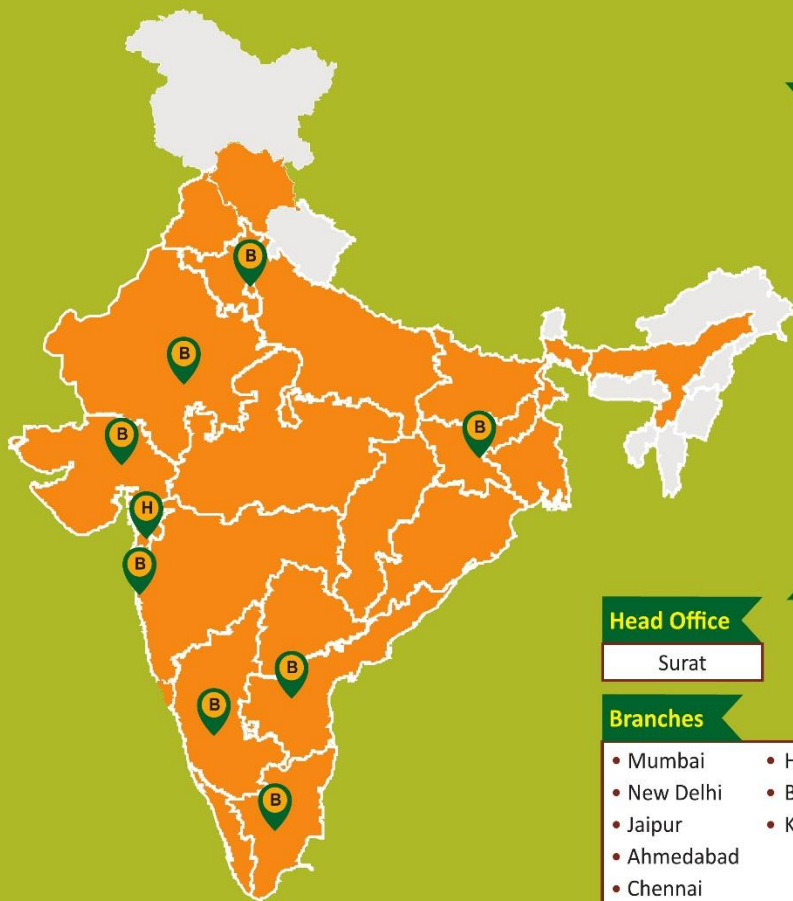 B
B
B
B
H
B
B
B
B
Head Office
Surat
Branches
• Mumbai
• New Delhi
• Jaipur
• Ahmedabad
• Chennai